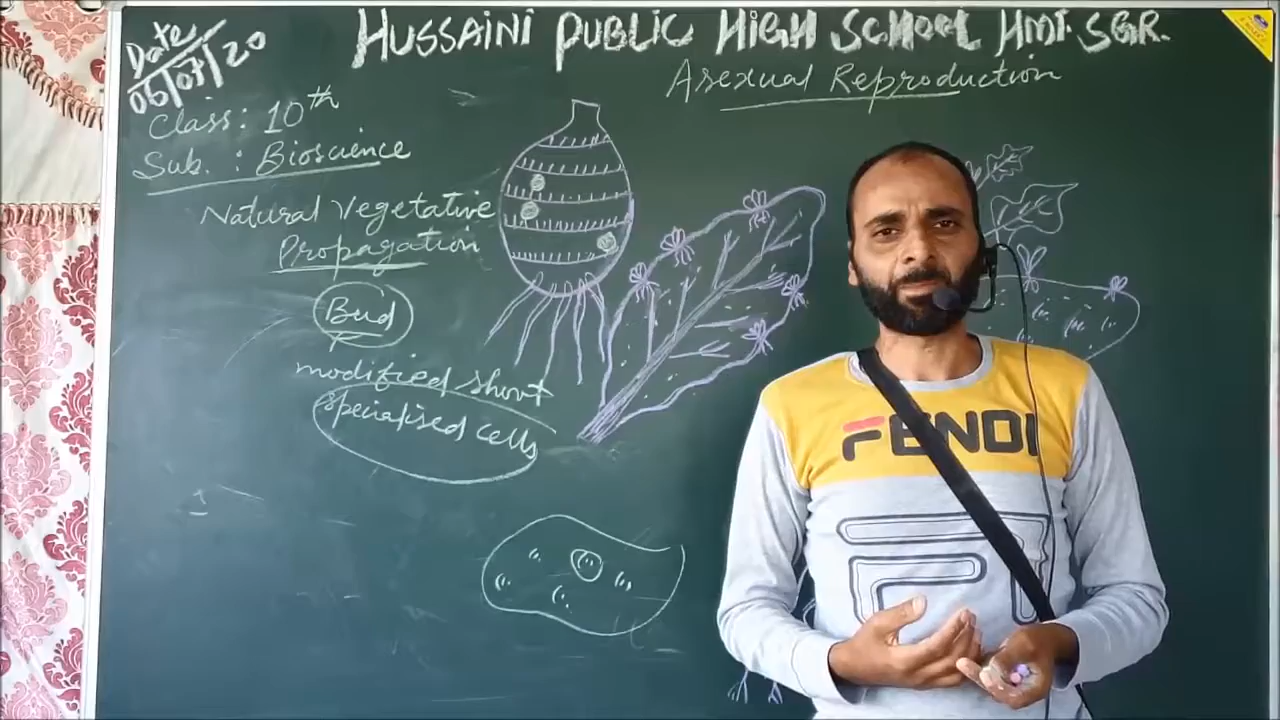 HUSSAINI PUBLIC HIGH SCHOOL HMT. SGR.
Date
06/07/20
Asexual Reproduction
Class: 10th
Sub. : Bioscience
Natural Vegetative
Propagation
Bud
modified shoot
specialised cells
FENDI